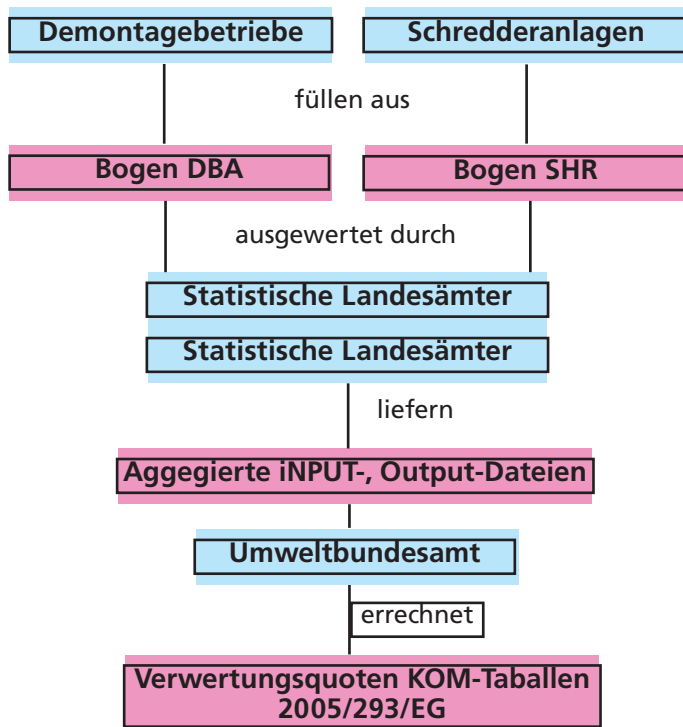 Demontagebetriebe
Schredderanlagen
füllen aus
Bogen DBA
Bogen SHR
ausgewertet durch
Statistische Landesämter
Statistische Landesämter
liefern
Aggegierte iNPUT-, Output-Dateien
Umweltbundesamt
errechnet
Verwertungsquoten KOM-Taballen
2005/293/EG